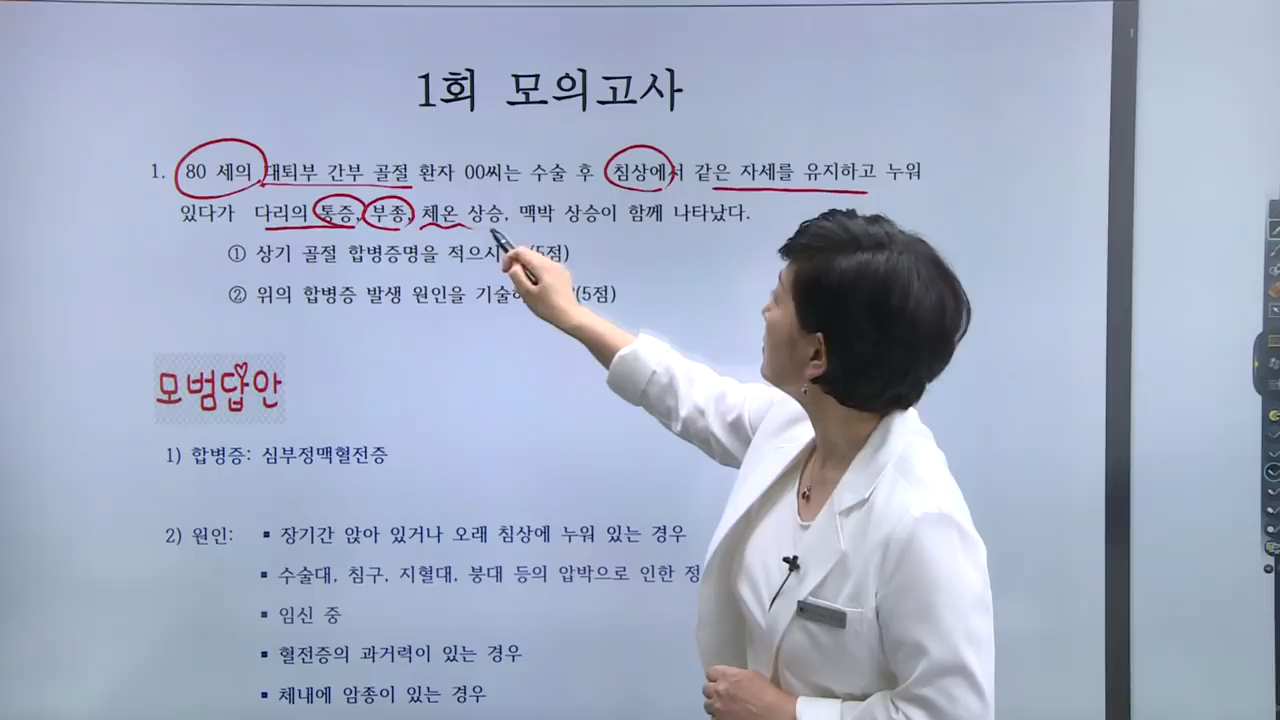 1회 모의고사
1. 80 세의 대퇴부 간부 골절 환자 00씨는 수술 후 침상에서 같은 자세를 유지하고 누워
있다가 다리의 통증, 부종, 체온 상승, 맥박 상승이 함께 나타났다.
① 상기 골절 합병증명을 적으시 (5점)
② 위의 합병증 발생 원인을 기술하 (5점)
모범답안
1) 합병증: 심부정맥혈전증
2) 원인: ▪ 장기간 앉아 있거나 오래 침상에 누워 있는 경우
▪ 수술대, 침구, 지혈대, 붕대 등의 압박으로 인한 정
▪ 임신 중
▪ 혈전증의 과거력이 있는 경우
▪ 체내에 암종이 있는 경우